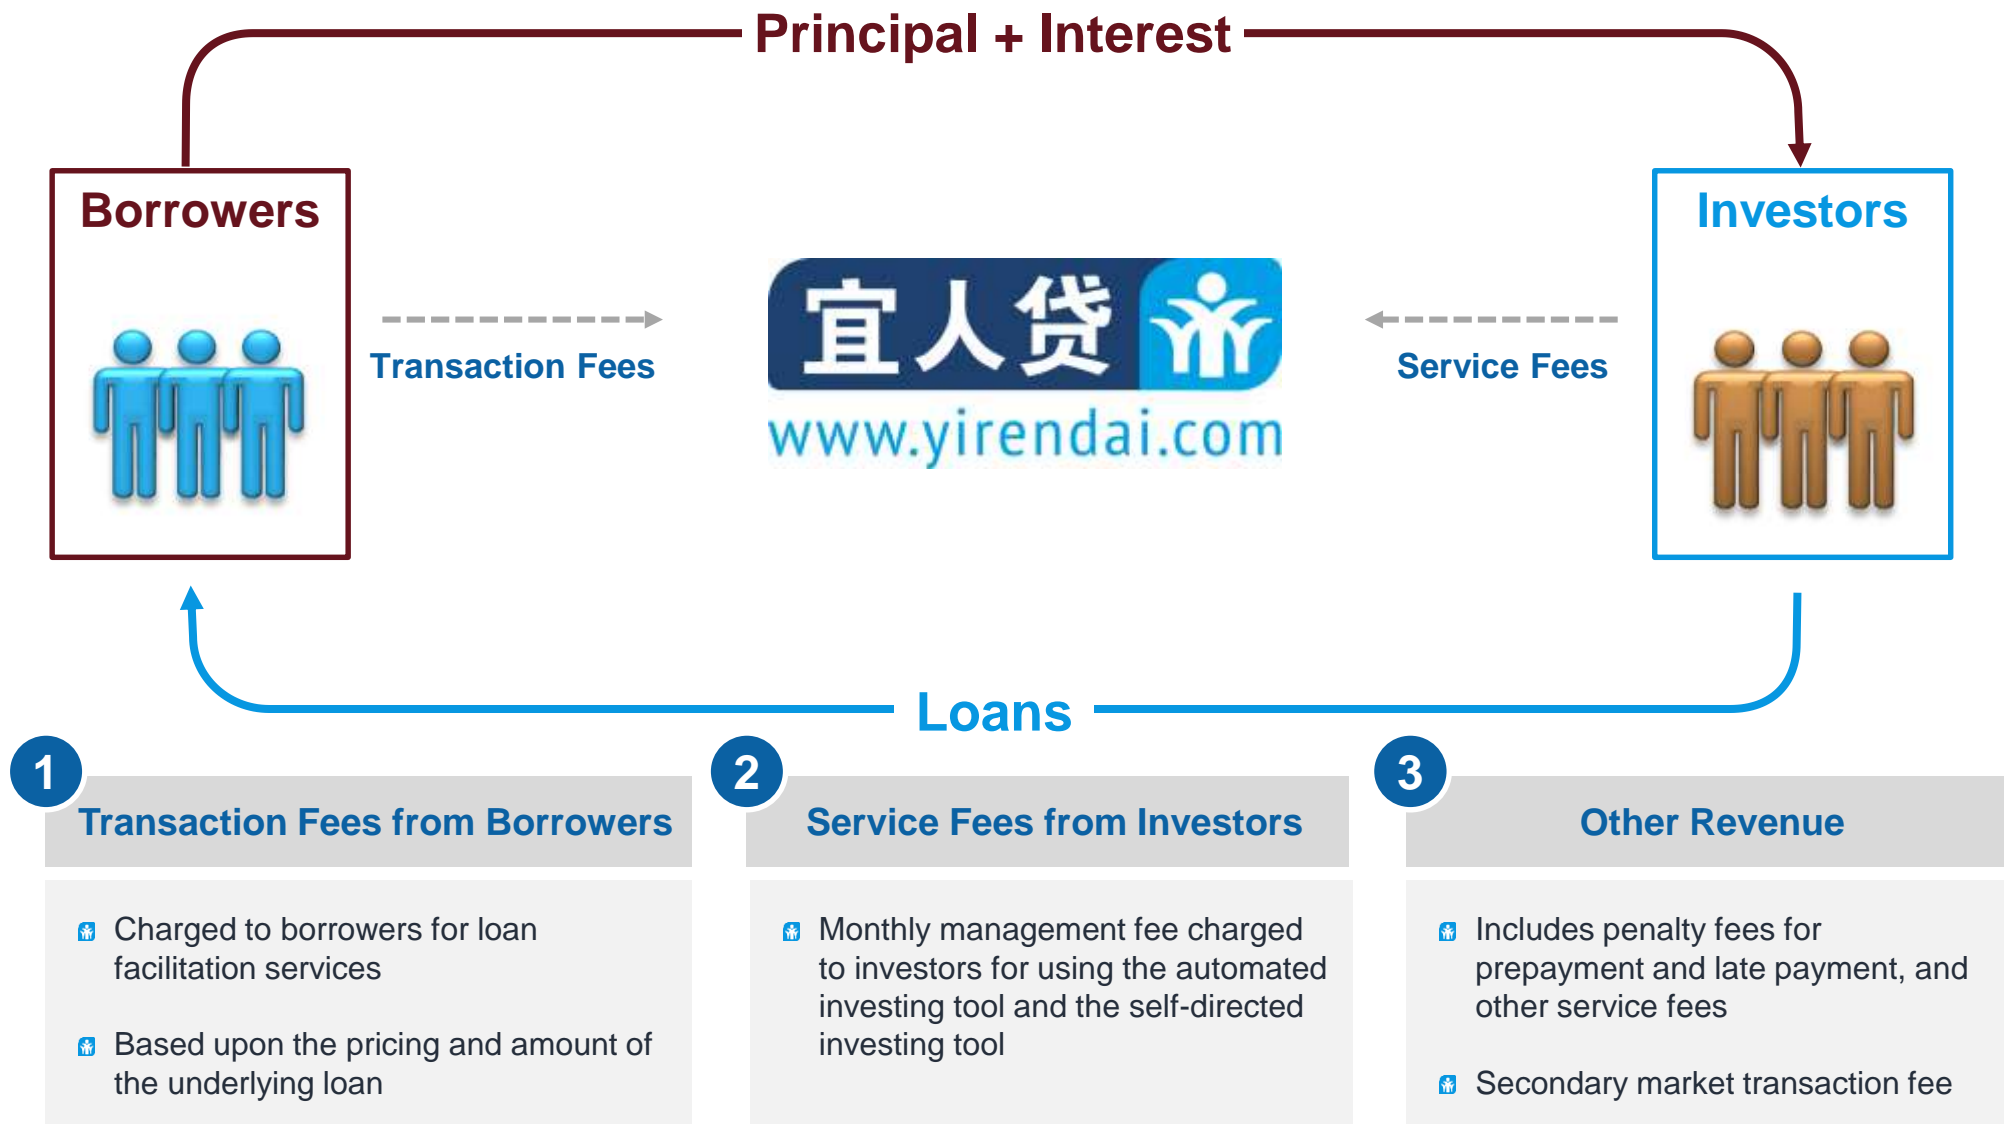 Principal + Interest
Borrowers
Investors
宜人贷
www.yirendai.com
Transaction Fees
Service Fees
Loans
1
Transaction Fees from Borrowers
Charged to borrowers for loan
facilitation services
Based upon the pricing and amount of
the underlying loan
2
Service Fees from Investors
Monthly management fee charged
to investors for using the automated
investing tool and the self-directed
investing tool
3
Other Revenue
Includes penalty fees for
prepayment and late payment, and
other service fees
Secondary market transaction fee